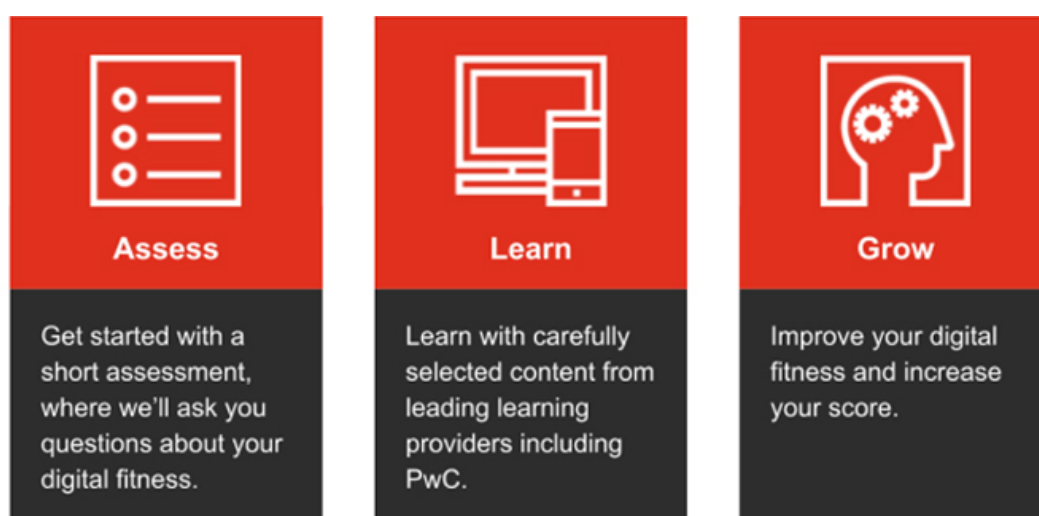 Assess
Get started with a
short assessment,
where we’ll ask you
questions about your
digital fitness.
Learn
Learn with carefully
selected content from
leading learning
providers including
PwC.
Grow
Improve your digital
fitness and increase
your score.